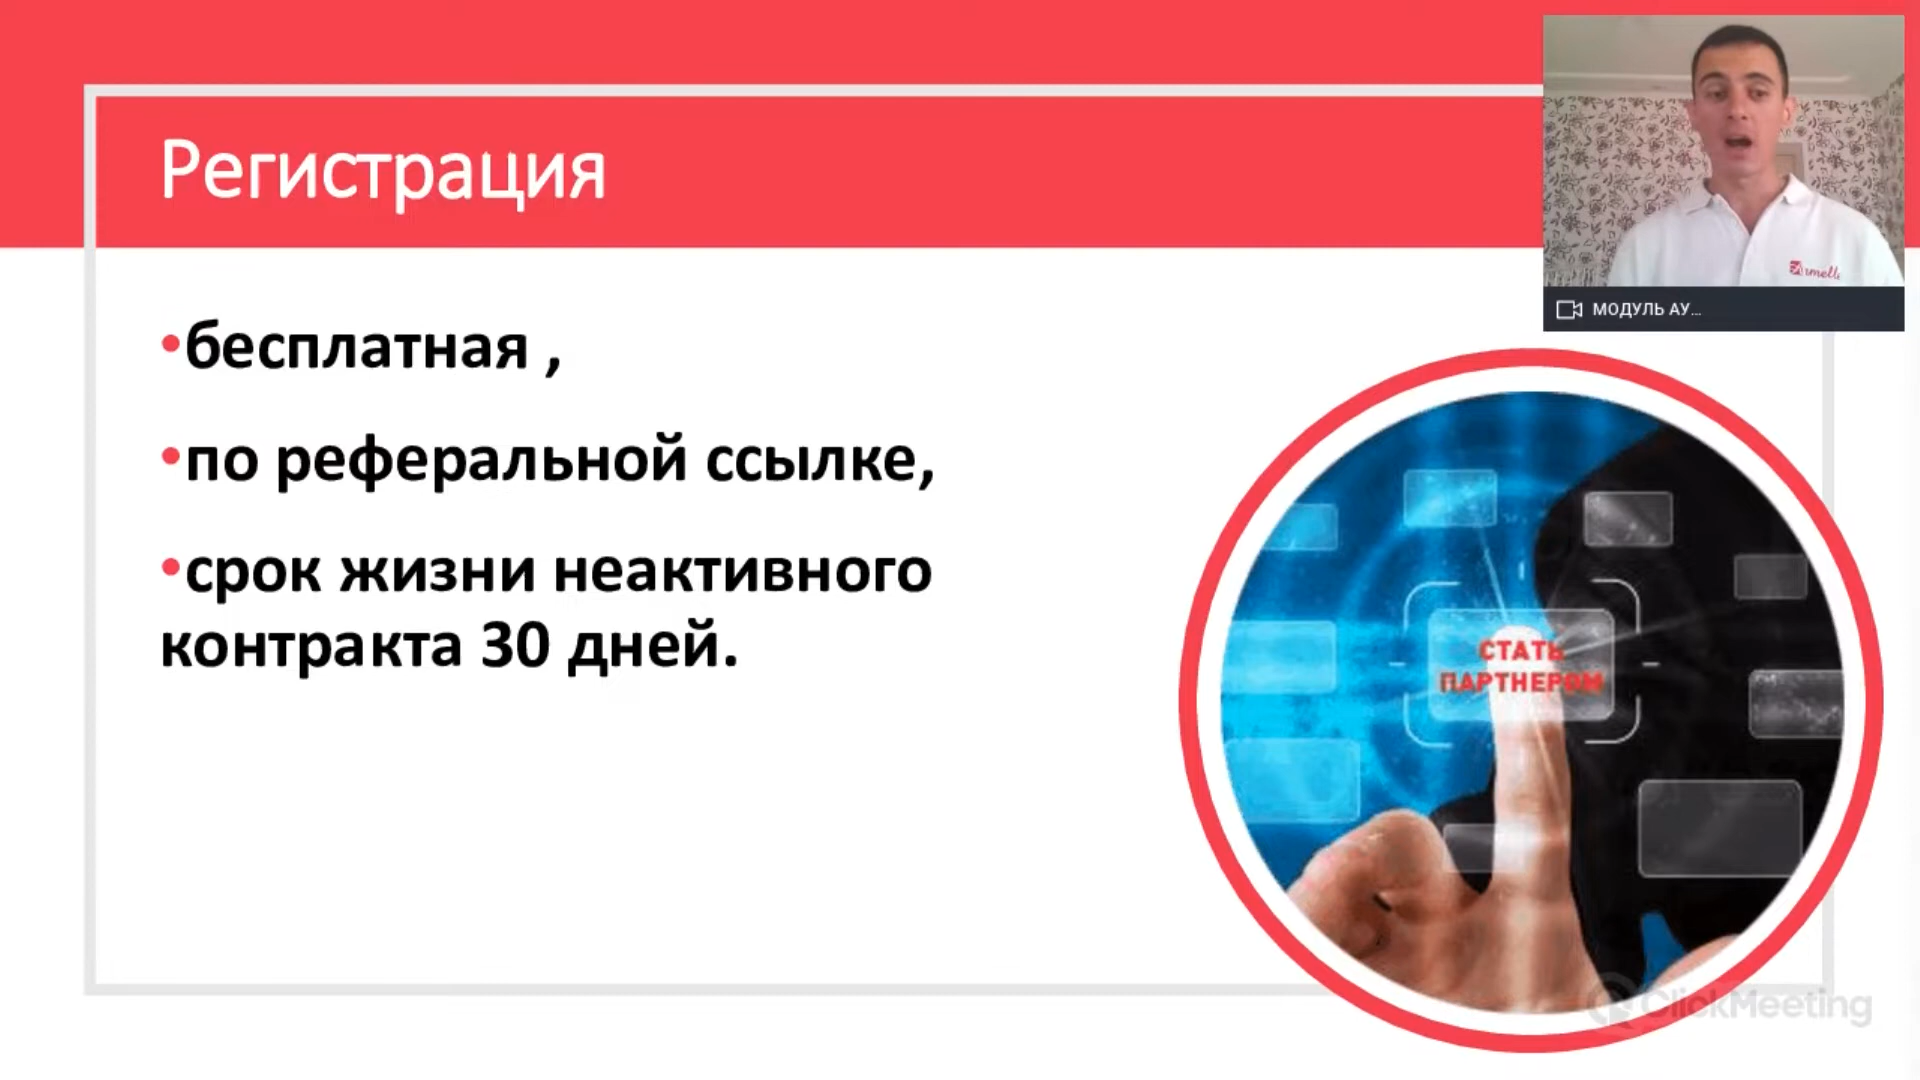 Регистрация
•бесплатная ,
•по реферальной ссылке,
•срок жизни неактивного
контракта 30 дней.
МОДУЛЬ АУ...
СТАТЬ
ПАРТНЕРОМ
ClickMeeting